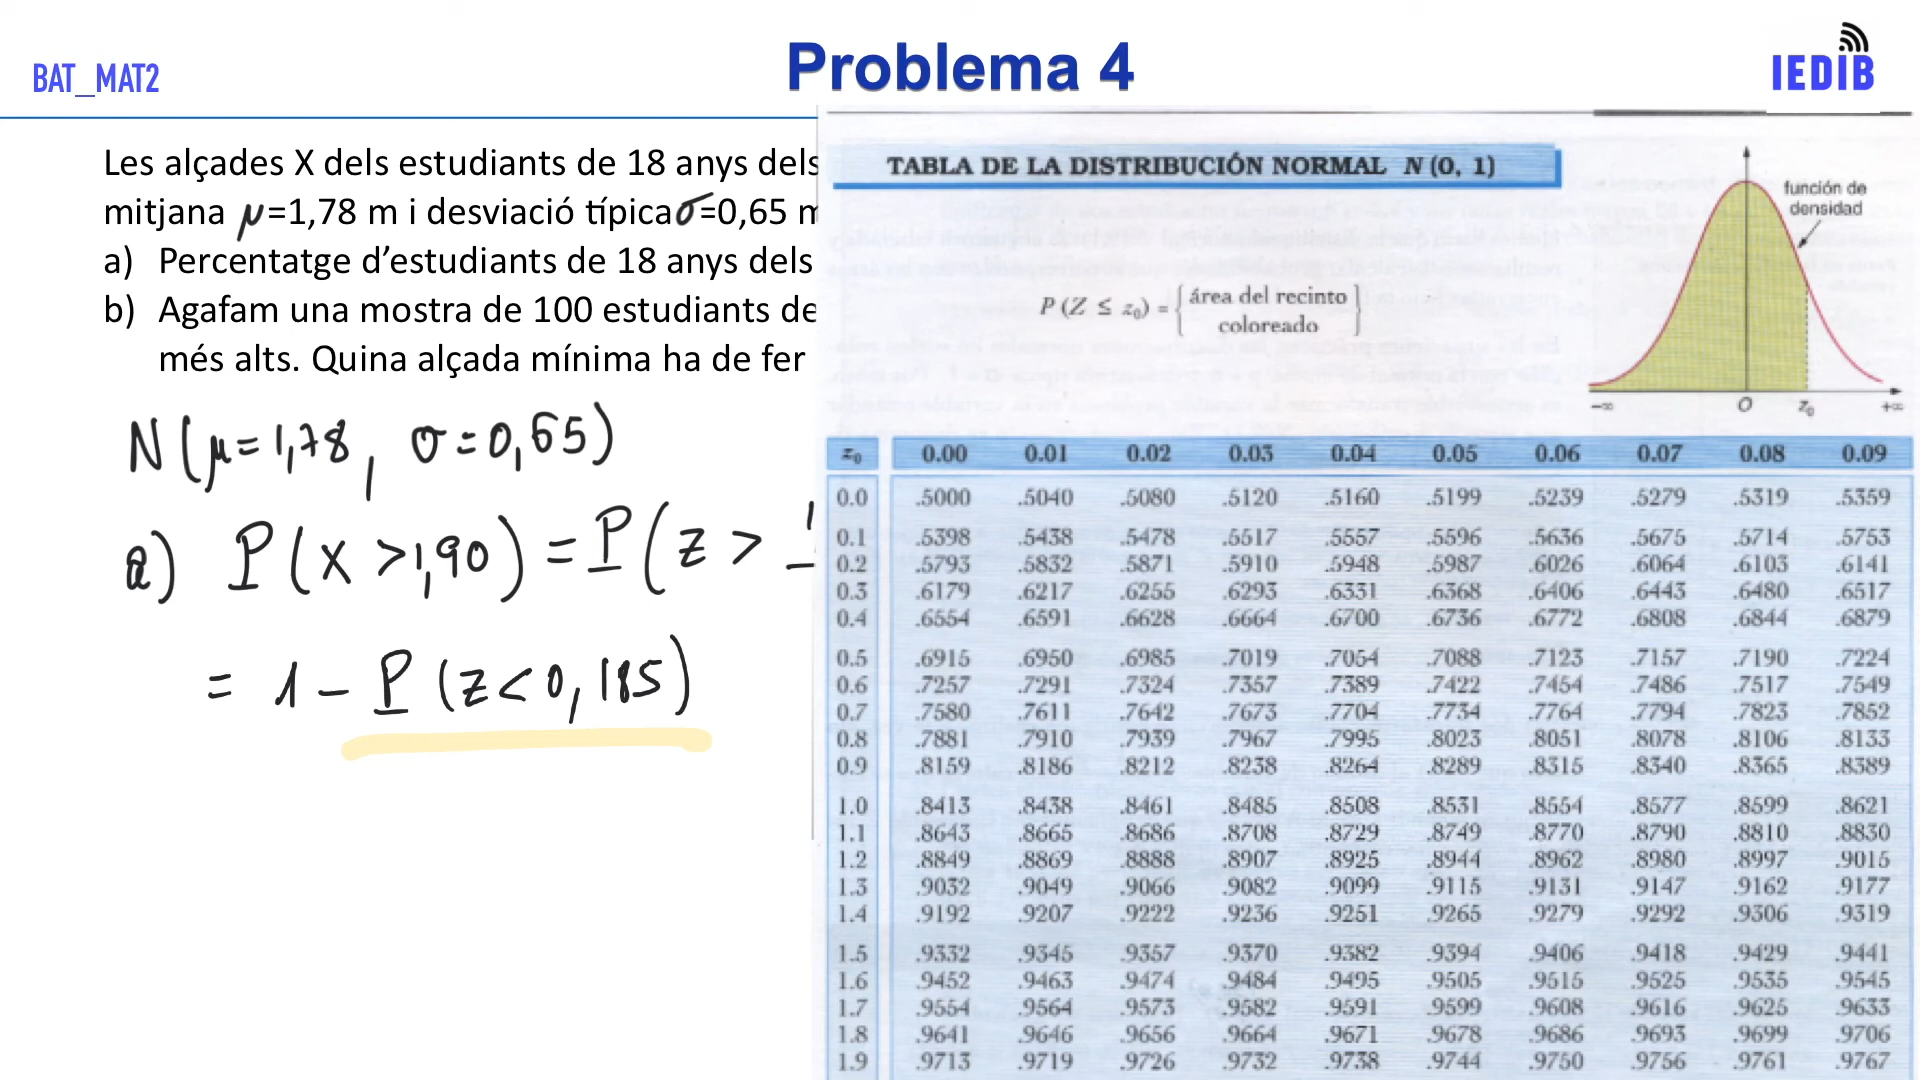 BAT_MAT2
Problema 4
IEDIB
Les alçades X dels estudiants de 18 anys dels
mitjana μ=1,78 m i desviació típica σ=0,65 m
a) Percentatge d’estudiants de 18 anys dels
b) Agafam una mostra de 100 estudiants de
més alts. Quina alçada mínima ha de fer
N(μ=1,78, σ=0,65)
a) P(X >1,90) = P(Z >
= 1 - P(Z<0,185)
TABLA DE LA DISTRIBUCIÓN NORMAL N (0, 1)
función de
densidad
P (Z ≤ z₀) = { área del recinto
coloreado }
-∞ O z₀ +∞
z₀ 0.00 0.01 0.02 0.03 0.04 0.05 0.06 0.07 0.08 0.09
0.0 .5000 .5040 .5080 .5120 .5160 .5199 .5239 .5279 .5319 .5359
0.1 .5398 .5438 .5478 .5517 .5557 .5596 .5636 .5675 .5714 .5753
0.2 .5793 .5832 .5871 .5910 .5948 .5987 .6026 .6064 .6103 .6141
0.3 .6179 .6217 .6255 .6293 .6331 .6368 .6406 .6443 .6480 .6517
0.4 .6554 .6591 .6628 .6664 .6700 .6736 .6772 .6808 .6844 .6879
0.5 .6915 .6950 .6985 .7019 .7054 .7088 .7123 .7157 .7190 .7224
0.6 .7257 .7291 .7324 .7357 .7389 .7422 .7454 .7486 .7517 .7549
0.7 .7580 .7611 .7642 .7673 .7704 .7734 .7764 .7794 .7823 .7852
0.8 .7881 .7910 .7939 .7967 .7995 .8023 .8051 .8078 .8106 .8133
0.9 .8159 .8186 .8212 .8238 .8264 .8289 .8315 .8340 .8365 .8389
1.0 .8413 .8438 .8461 .8485 .8508 .8531 .8554 .8577 .8599 .8621
1.1 .8643 .8665 .8686 .8708 .8729 .8749 .8770 .8790 .8810 .8830
1.2 .8849 .8869 .8888 .8907 .8925 .8944 .8962 .8980 .8997 .9015
1.3 .9032 .9049 .9066 .9082 .9099 .9115 .9131 .9147 .9162 .9177
1.4 .9192 .9207 .9222 .9236 .9251 .9265 .9279 .9292 .9306 .9319
1.5 .9332 .9345 .9357 .9370 .9382 .9394 .9406 .9418 .9429 .9441
1.6 .9452 .9463 .9474 .9484 .9495 .9505 .9515 .9525 .9535 .9545
1.7 .9554 .9564 .9573 .9582 .9591 .9599 .9608 .9616 .9625 .9633
1.8 .9641 .9646 .9656 .9664 .9671 .9678 .9686 .9693 .9699 .9706
1.9 .9713 .9719 .9726 .9732 .9738 .9744 .9750 .9756 .9761 .9767